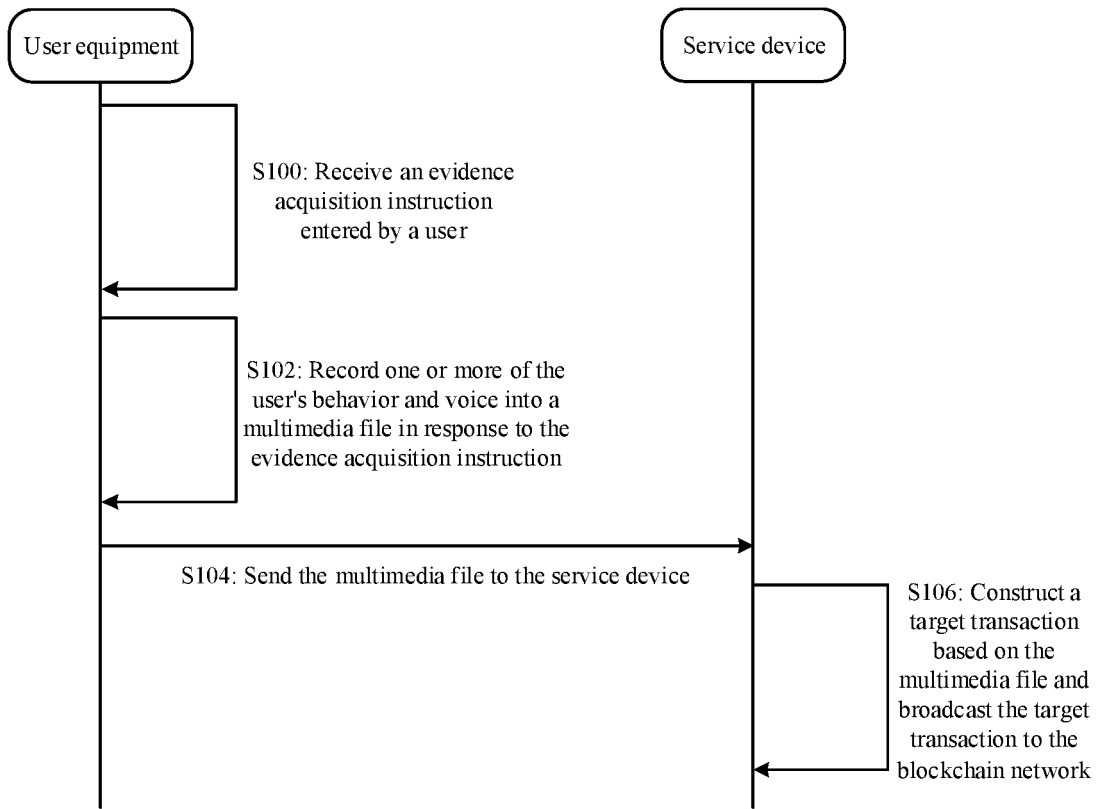 User equipment
Service device
S100: Receive an evidence
acquisition instruction
entered by a user
S102: Record one or more of the
user's behavior and voice into a
multimedia file in response to the
evidence acquisition instruction
S104: Send the multimedia file to the service device
S106: Construct a
target transaction
based on the
multimedia file and
broadcast the target
transaction to the
blockchain network